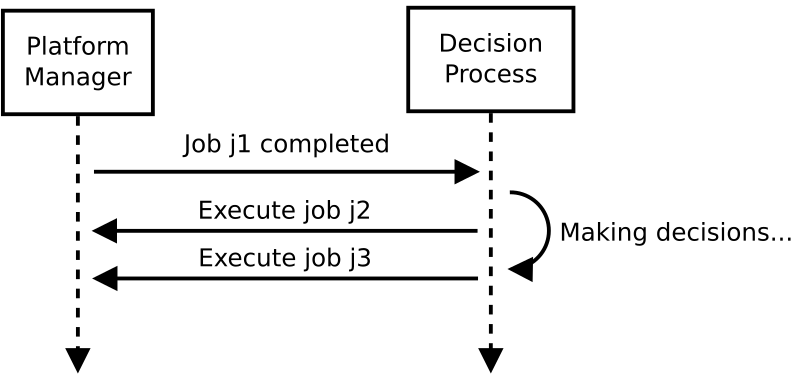 Platform
Manager
Decision
Process
Job j1 completed
Execute job j2
Making decisions...
Execute job j3